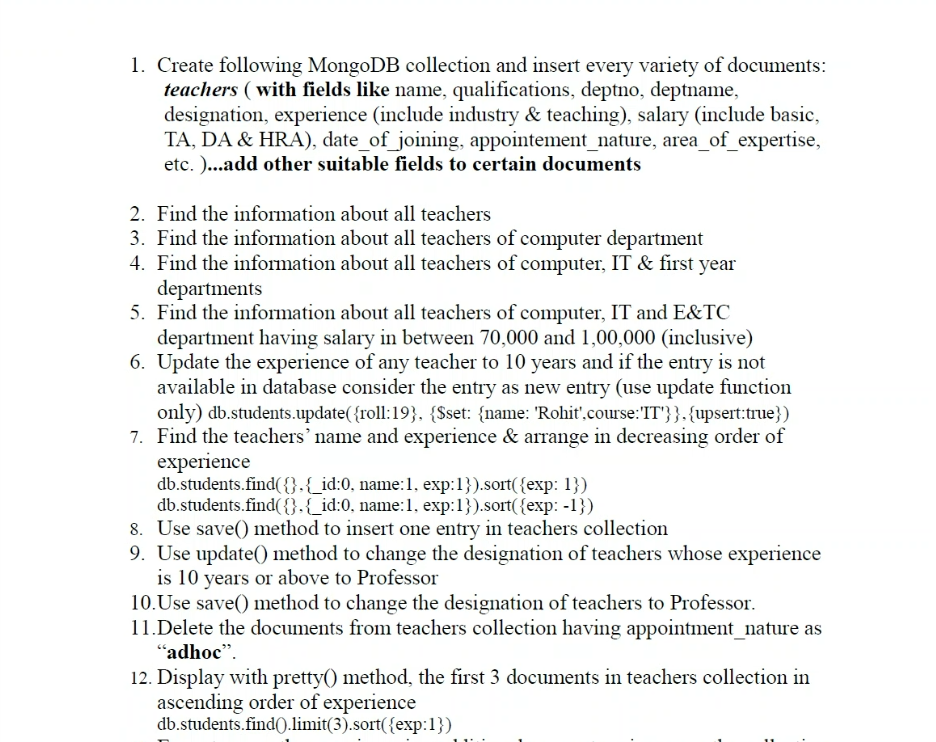 1. Create following MongoDB collection and insert every variety of documents:
teachers ( with fields like name, qualifications, deptno, deptname,
designation, experience (include industry & teaching), salary (include basic,
TA, DA & HRA), date_of_joining, appointement_nature, area_of_expertise,
etc. )...add other suitable fields to certain documents
2. Find the information about all teachers
3. Find the information about all teachers of computer department
4. Find the information about all teachers of computer, IT & first year
departments
5. Find the information about all teachers of computer, IT and E&TC
department having salary in between 70,000 and 1,00,000 (inclusive)
6. Update the experience of any teacher to 10 years and if the entry is not
available in database consider the entry as new entry (use update function
only) db.students.update({roll:19}, {$set: {name: 'Rohit',course:'IT'}},{upsert:true})
7. Find the teachers' name and experience & arrange in decreasing order of
experience
db.students.find({},{_id:0, name:1, exp:1}).sort({exp: 1})
db.students.find({},{_id:0, name:1, exp:1}).sort({exp: -1})
8. Use save() method to insert one entry in teachers collection
9. Use update() method to change the designation of teachers whose experience
is 10 years or above to Professor
10.Use save() method to change the designation of teachers to Professor.
11.Delete the documents from teachers collection having appointment_nature as
“adhoc”.
12. Display with pretty() method, the first 3 documents in teachers collection in
ascending order of experience
db.students.find().limit(3).sort({exp:1})